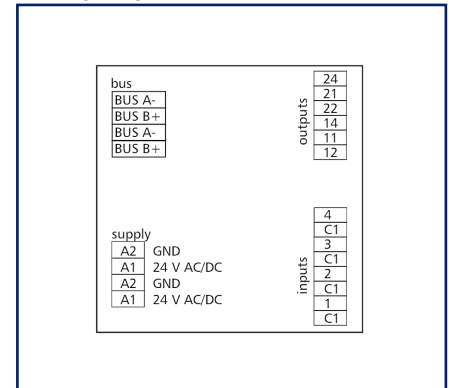 bus
BUS A-
BUS B+
BUS A-
BUS B+
outputs
24
21
22
14
11
12
supply
A2 GND
A1 24 V AC/DC
A2 GND
A1 24 V AC/DC
inputs
4
C1
3
C1
2
C1
1
C1